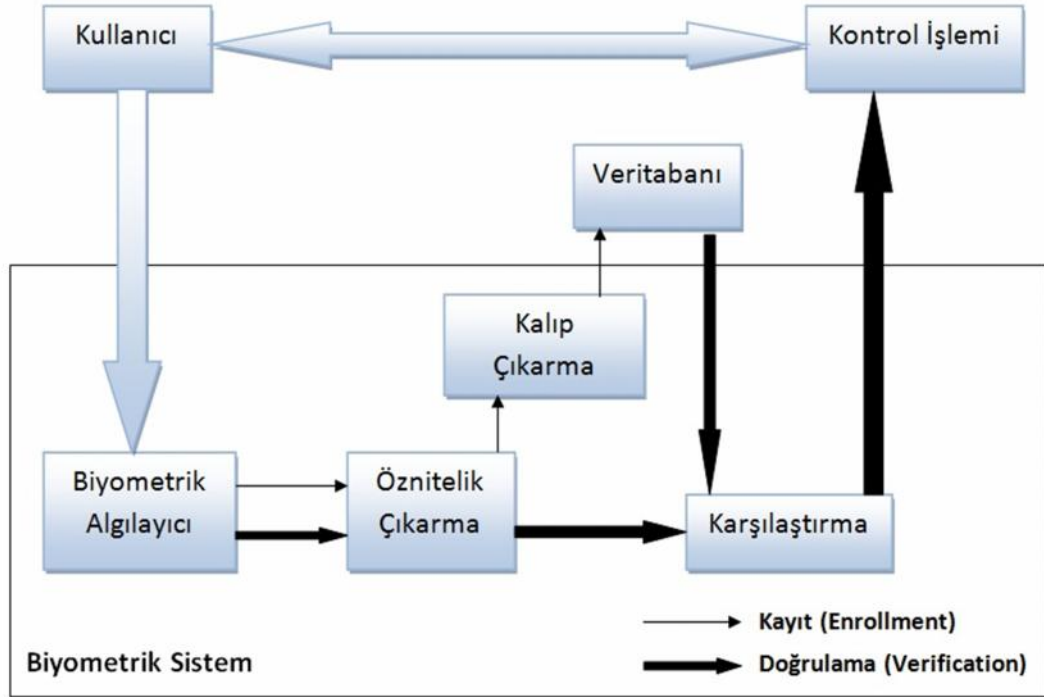 Kullanıcı
Kontrol İşlemi
Veritabanı
Kalıp
Çıkarma
Biyometrik
Algılayıcı
Öznitelik
Çıkarma
Karşılaştırma
Kayıt (Enrollment)
Doğrulama (Verification)
Biyometrik Sistem